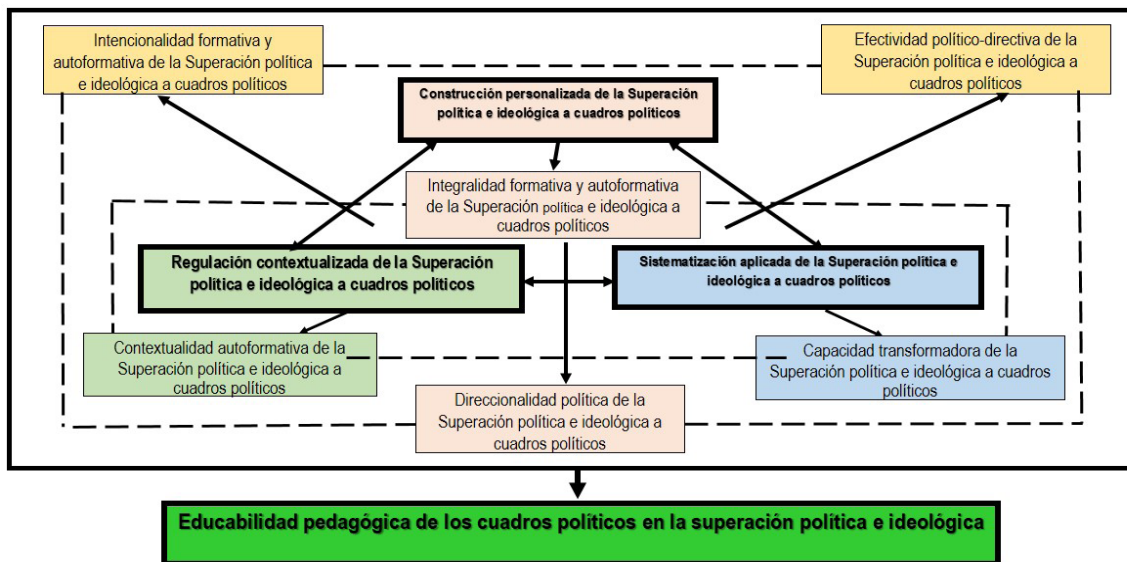 Intencionalidad formativa y
autoformativa de la Superación política
e ideológica a cuadros políticos
Efectividad político-directiva de la
Superación política e ideológica a
cuadros políticos
Construcción personalizada de la Superación
política e ideológica a cuadros políticos
Integralidad formativa y autoformativa
de la Superación política e ideológica a
cuadros políticos
Regulación contextualizada de la Superación
política e ideológica a cuadros políticos
Sistematización aplicada de la Superación política e
ideológica a cuadros políticos
Contextualidad autoformativa de la
Superación política e ideológica a
cuadros políticos
Capacidad transformadora de la
Superación política e ideológica a cuadros
políticos
Direccionalidad política de la
Superación política e ideológica a
cuadros políticos
Educabilidad pedagógica de los cuadros políticos en la superación política e ideológica